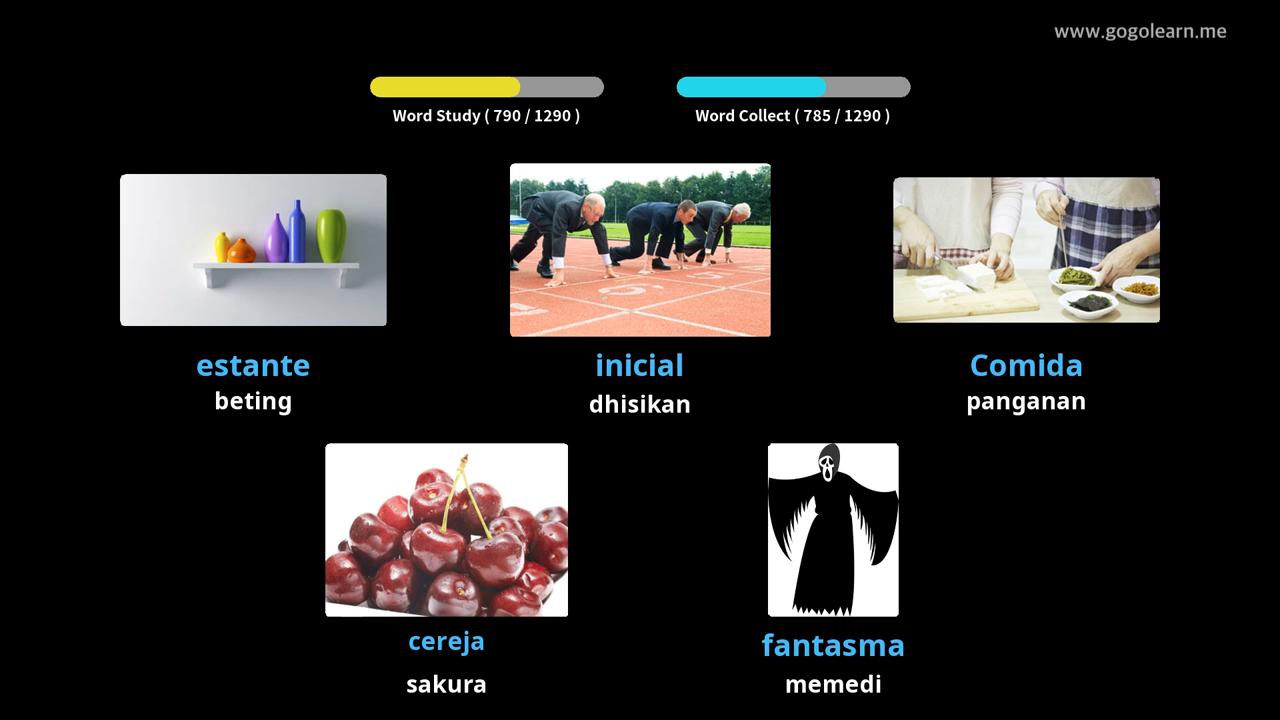 www.gogolearn.me
Word Study ( 790 / 1290 )
Word Collect ( 785 / 1290 )
estante
beting
inicial
dhisikan
Comida
panganan
cereja
sakura
fantasma
memedi